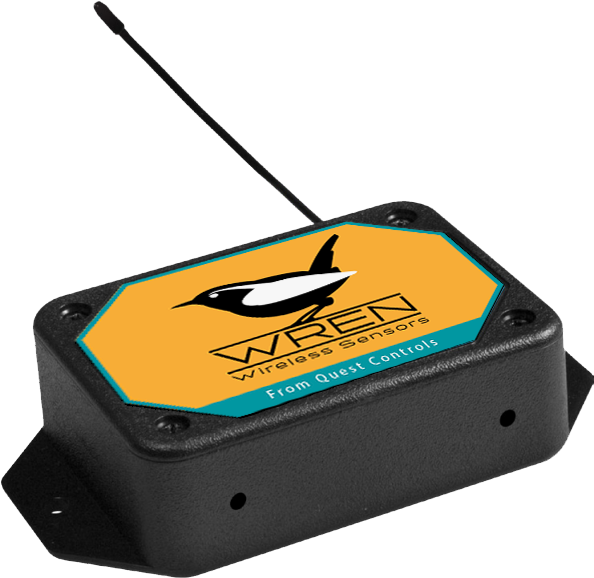 WREN
Wireless Sensors
From Quest Controls